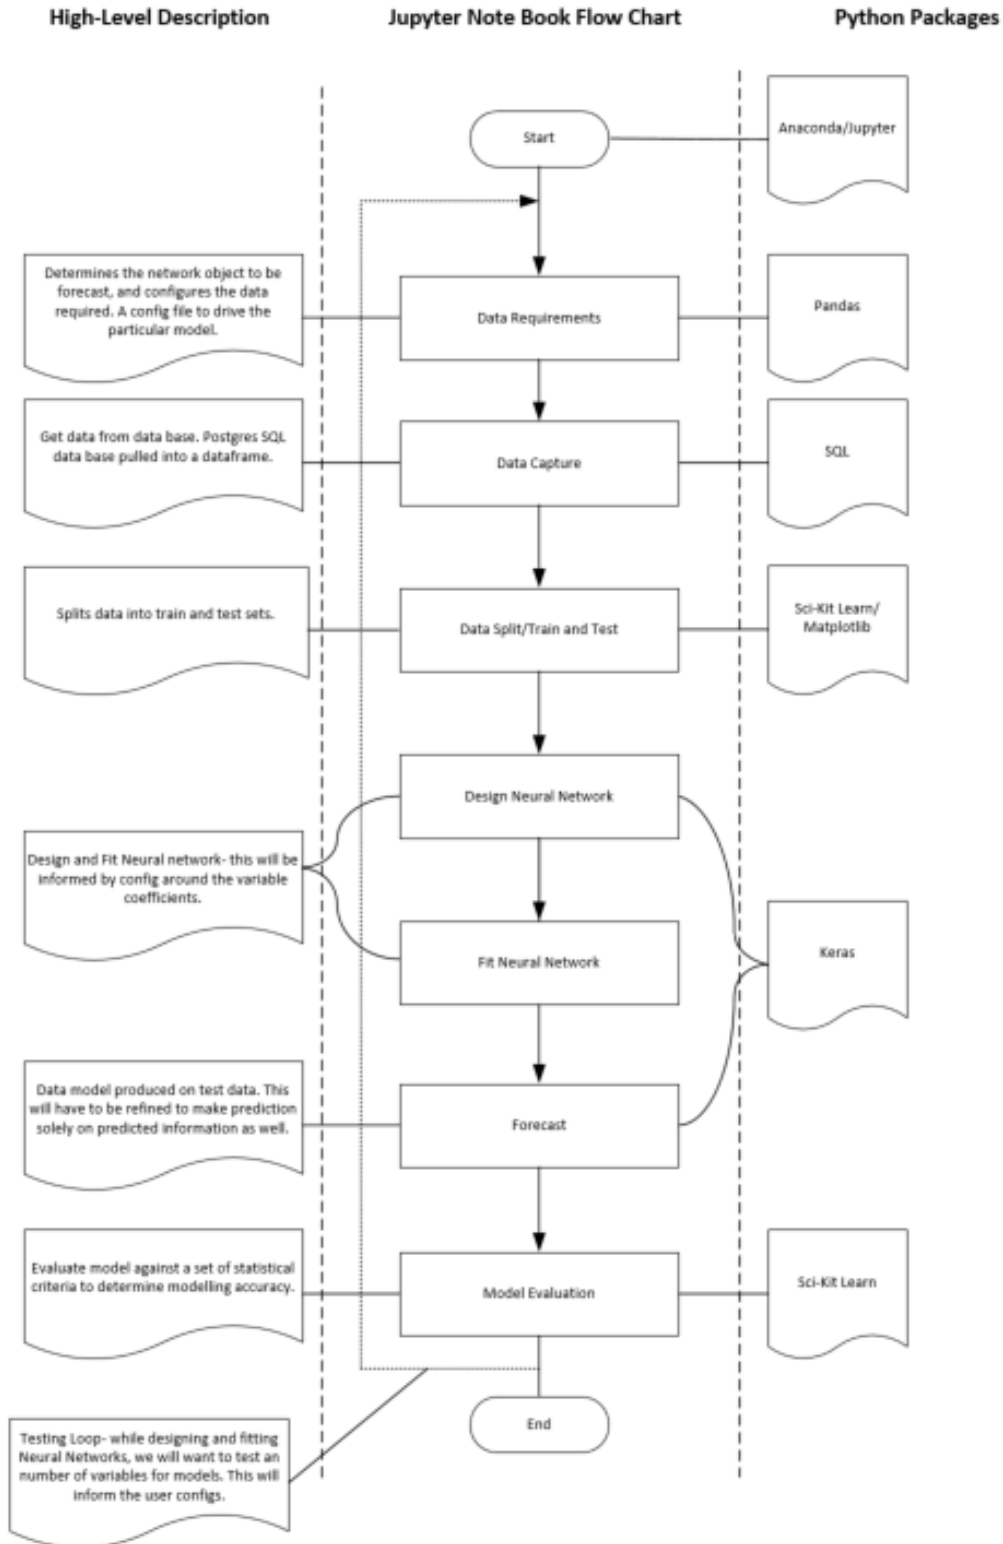 High-Level Description
Jupyter Note Book Flow Chart
Python Packages
Start
Anaconda/Jupyter
Determines the network object to be
forecast, and configures the data
required. A config file to drive the
particular model.
Data Requirements
Pandas
Get data from data base. Postgres SQL
data base pulled into a dataframe.
Data Capture
SQL
Splits data into train and test sets.
Data Split/Train and Test
Sci-Kit Learn/
Matplotlib
Design Neural Network
Design and Fit Neural network- this will be
informed by config around the variable
coefficients.
Fit Neural Network
Keras
Data model produced on test data. This
will have to be refined to make prediction
solely on predicted information as well.
Forecast
Evaluate model against a set of statistical
criteria to determine modelling accuracy.
Model Evaluation
Sci-Kit Learn
End
Testing Loop- while designing and fitting
Neural Networks, we will want to test an
number of variables for models. This will
inform the user configs.